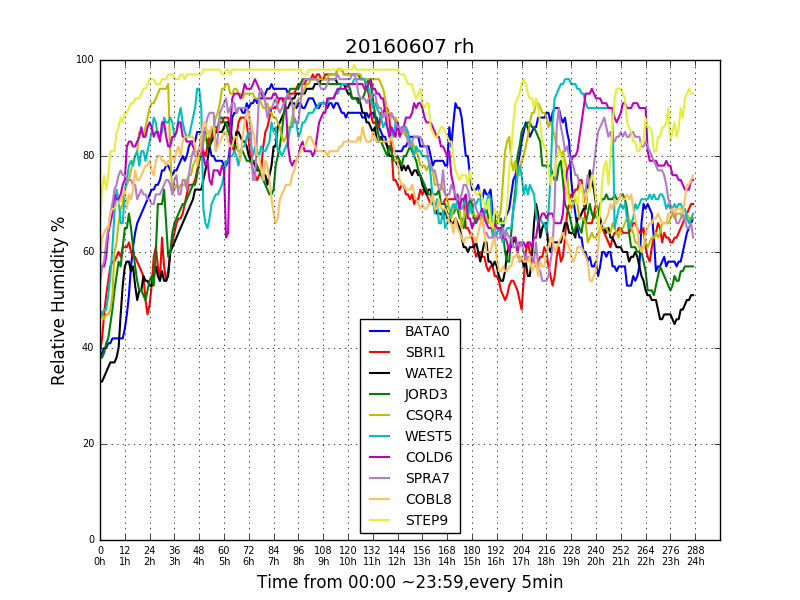 20160607 rh
Relative Humidity %
100
80
60
40
20
0
0 12 24 36 48 60 72 84 96 108 120 132 144 156 168 180 192 204 216 228 240 252 264 276 288
0h 1h 2h 3h 4h 5h 6h 7h 8h 9h 10h 11h 12h 13h 14h 15h 16h 17h 18h 19h 20h 21h 22h 23h 24h
Time from 00:00 ~23:59,every 5min
BATA0
SBRI1
WATE2
JORD3
CSQR4
WEST5
COLD6
SPRA7
COBL8
STEP9